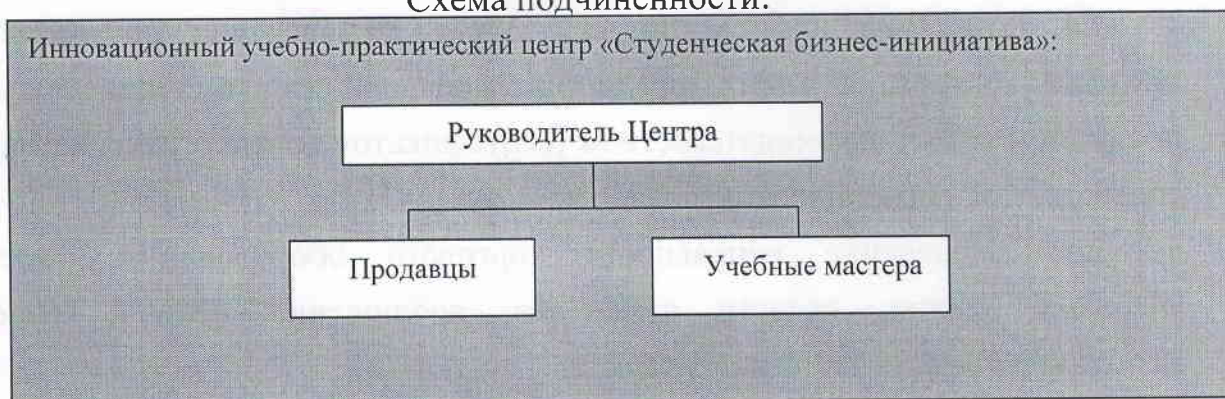 Схема подчиненности:
Инновационный учебно-практический центр «Студенческая бизнес-инициатива»:
Руководитель Центра
Продавцы
Учебные мастера